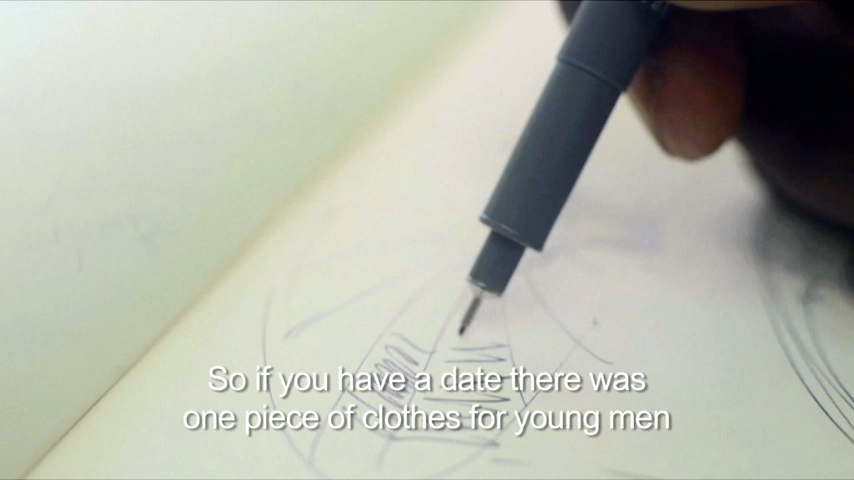 So if you have a date there was
one piece of clothes for young men